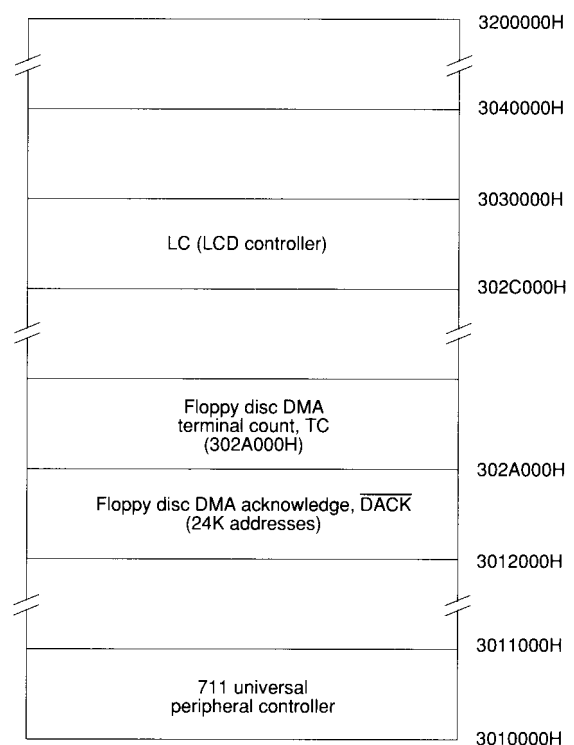 3200000H
3040000H
3030000H
LC (LCD controller)
302C000H
Floppy disc DMA
terminal count, TC
(302A000H)
302A000H
Floppy disc DMA acknowledge, DACK
(24K addresses)
3012000H
3011000H
711 universal
peripheral controller
3010000H